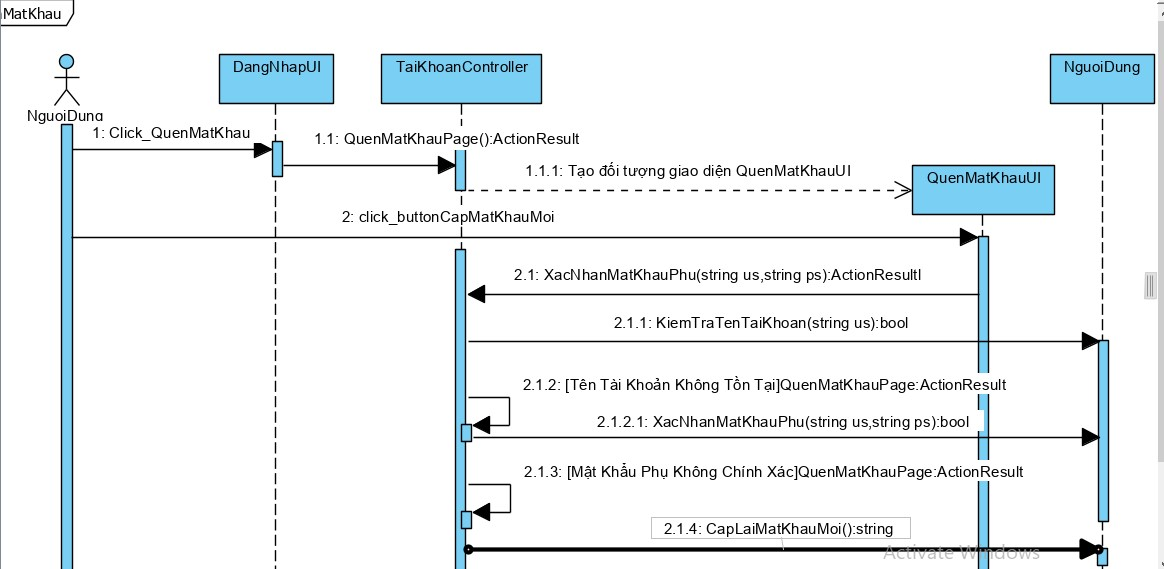 MatKhau
DangNhapUI
TaiKhoanController
NguoiDung
NguoiDung
1: Click_QuenMatKhau
1.1: QuenMatKhauPage():ActionResult
1.1.1: Tạo đối tượng giao diện QuenMatKhauUI
QuenMatKhauUI
2: click_buttonCapMatKhauMoi
2.1: XacNhanMatKhauPhu(string us,string ps):ActionResultl
2.1.1: KiemTraTenTaiKhoan(string us):bool
2.1.2: [Tên Tài Khoản Không Tồn Tại]QuenMatKhauPage:ActionResult
2.1.2.1: XacNhanMatKhauPhu(string us,string ps):bool
2.1.3: [Mật Khẩu Phụ Không Chính Xác]QuenMatKhauPage:ActionResult
2.1.4: CapLaiMatKhauMoi():string
Activate Windows